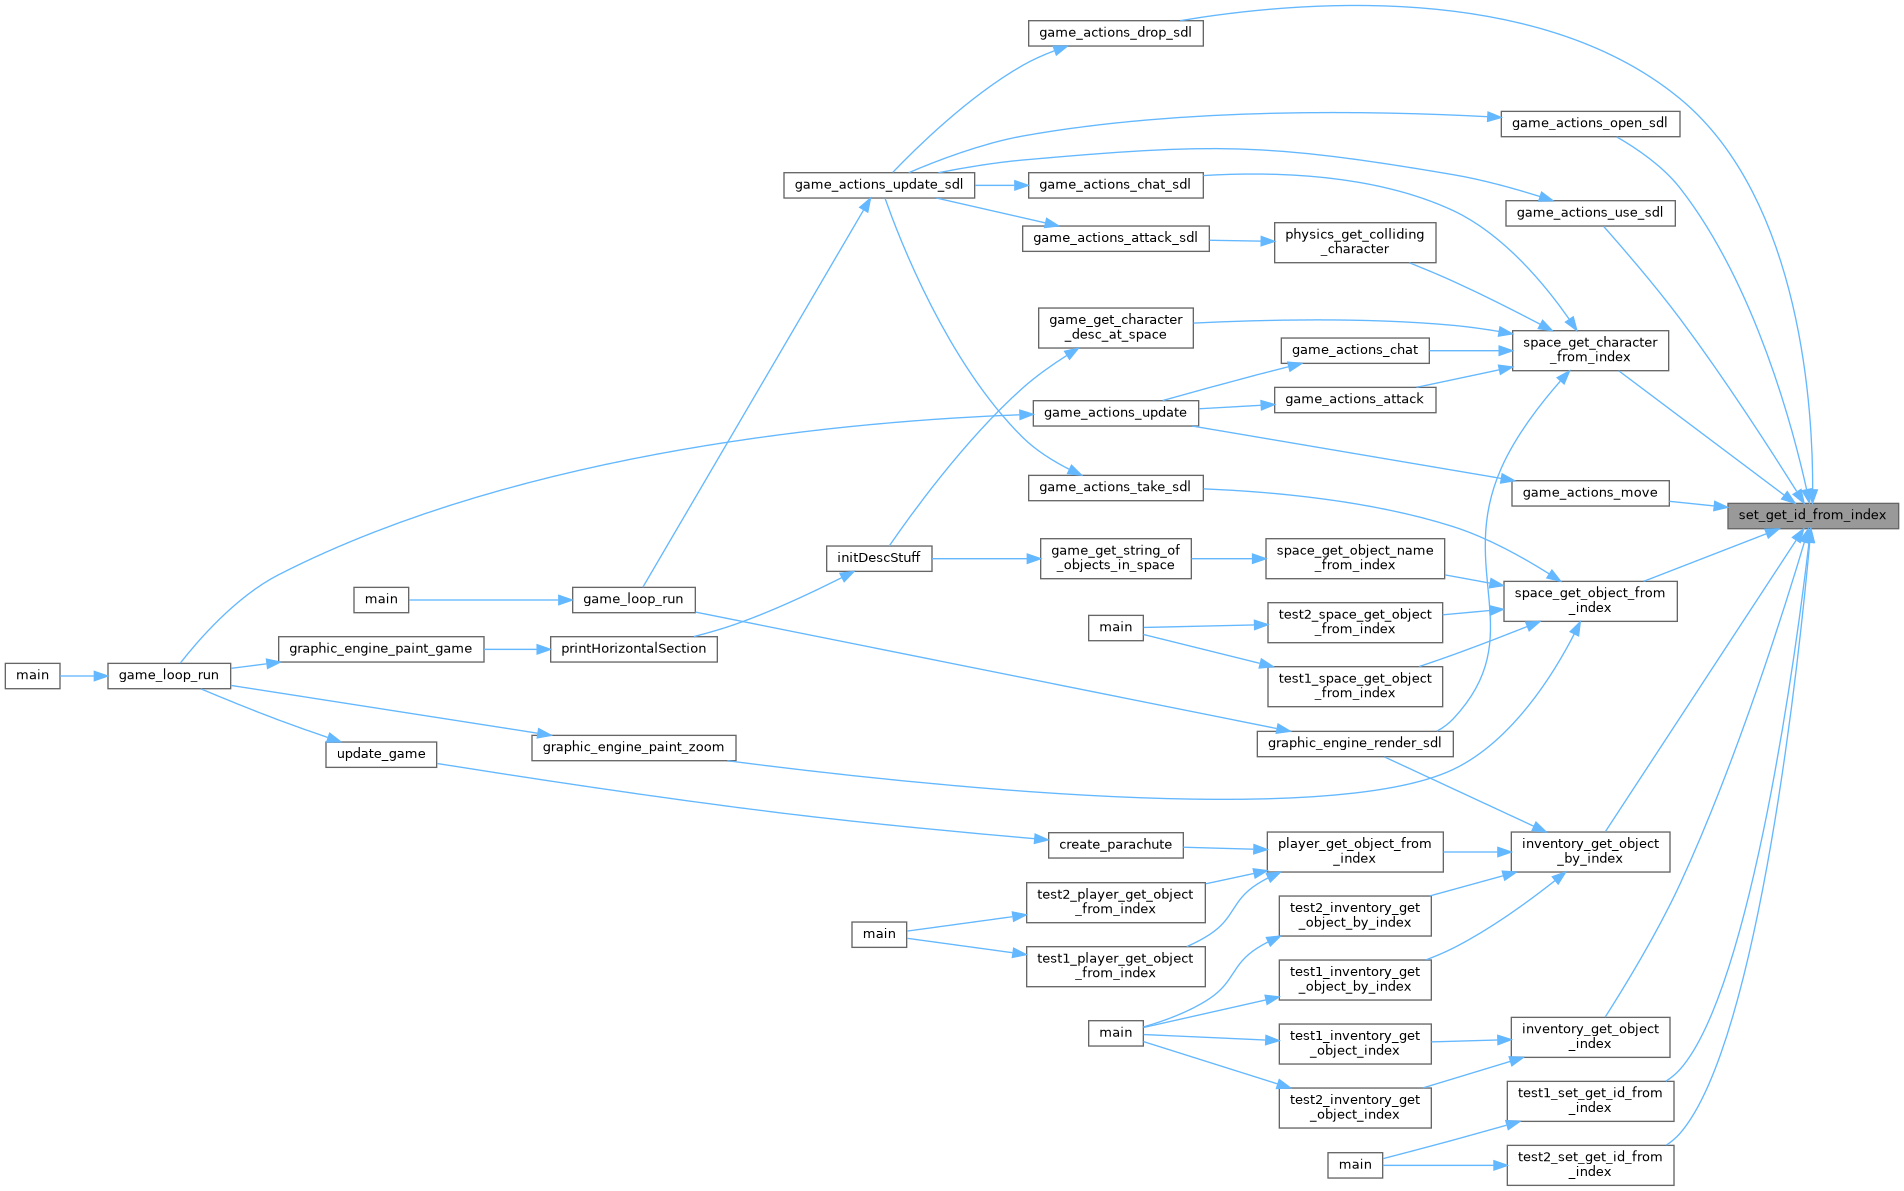 game_actions_drop_sdl
game_actions_open_sdl
game_actions_update_sdl
game_actions_chat_sdl
game_actions_use_sdl
game_actions_attack_sdl
physics_get_colliding
_character
game_get_character
_desc_at_space
space_get_character
_from_index
game_actions_chat
game_actions_attack
game_actions_update
game_actions_take_sdl
game_actions_move
set_get_id_from_index
initDescStuff
game_get_string_of
_objects_in_space
space_get_object_name
_from_index
main
game_loop_run
space_get_object_from
_index
main
test2_space_get_object
_from_index
graphic_engine_paint_game
printHorizontalSection
main
game_loop_run
test1_space_get_object
_from_index
update_game
graphic_engine_paint_zoom
graphic_engine_render_sdl
create_parachute
player_get_object_from
_index
inventory_get_object
_by_index
test2_player_get_object
_from_index
test2_inventory_get
_object_by_index
main
test1_player_get_object
_from_index
test1_inventory_get
_object_by_index
main
test1_inventory_get
_object_index
inventory_get_object
_index
test2_inventory_get
_object_index
test1_set_get_id_from
_index
main
test2_set_get_id_from
_index